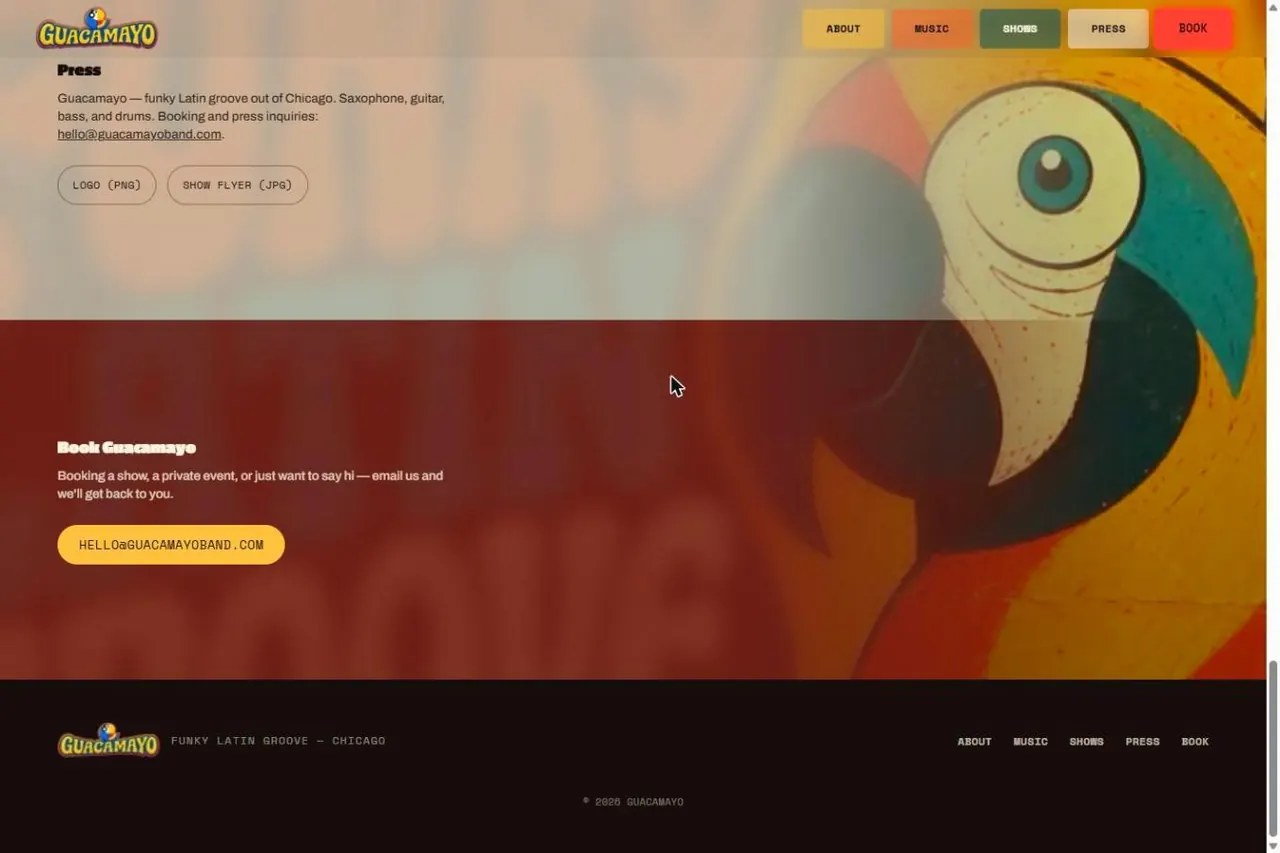 GUACAMAYO
ABOUT MUSIC SHOWS PRESS BOOK
Press
Guacamayo — funky Latin groove out of Chicago. Saxophone, guitar,
bass, and drums. Booking and press inquiries:
hello@guacamayoband.com.
LOGO (PNG) SHOW FLYER (JPG)
LATIN
Book Guacamayo
Booking a show, a private event, or just want to say hi — email us and
we'll get back to you.
HELLO@GUACAMAYOBAND.COM
GROOVE
GUACAMAYO FUNKY LATIN GROOVE — CHICAGO
ABOUT MUSIC SHOWS PRESS BOOK
© 2026 GUACAMAYO